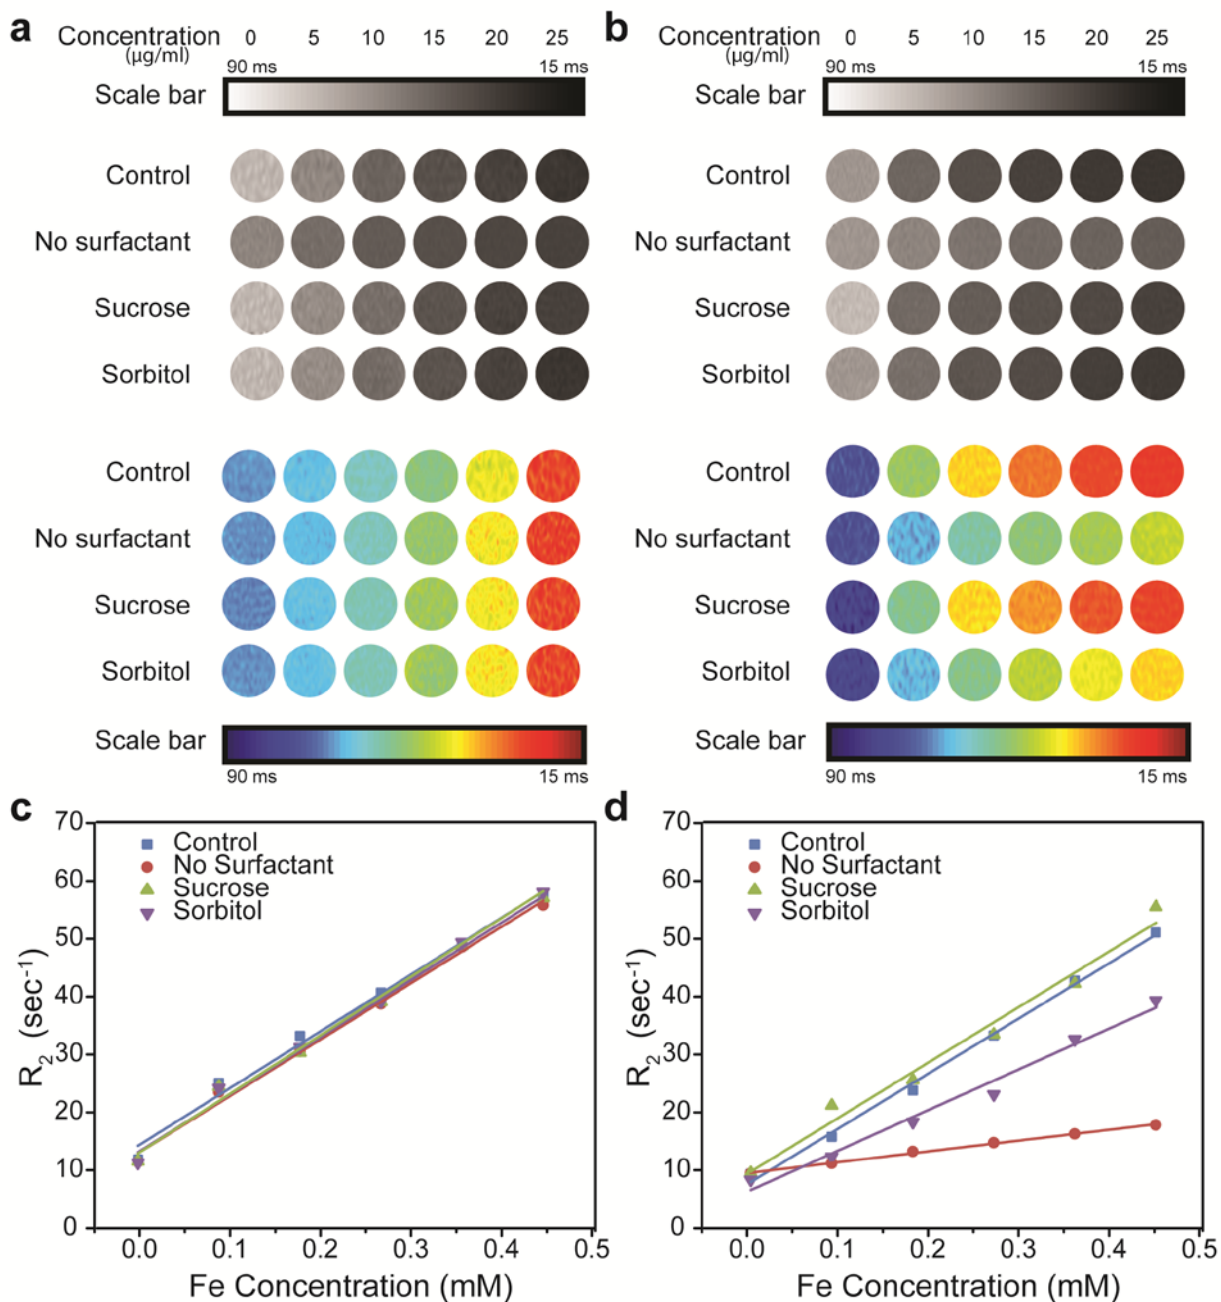 a
Concentration 0 5 10 15 20 25
(µg/ml)
90 ms 15 ms
Scale bar
Control
No surfactant
Sucrose
Sorbitol
Control
No surfactant
Sucrose
Sorbitol
Scale bar
90 ms 15 ms
b
Concentration 0 5 10 15 20 25
(µg/ml)
90 ms 15 ms
Scale bar
Control
No surfactant
Sucrose
Sorbitol
Control
No surfactant
Sucrose
Sorbitol
Scale bar
90 ms 15 ms
c
70
60
50
40
30
20
10
0
R₂ (sec⁻¹)
Control
No Surfactant
Sucrose
Sorbitol
0.0 0.1 0.2 0.3 0.4 0.5
Fe Concentration (mM)
d
70
60
50
40
30
20
10
0
R₂ (sec⁻¹)
Control
No Surfactant
Sucrose
Sorbitol
0.0 0.1 0.2 0.3 0.4 0.5
Fe Concentration (mM)